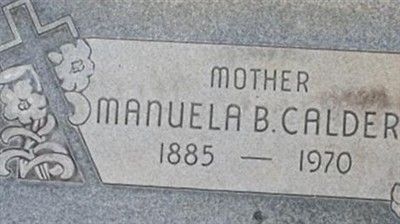 MOTHER
MANUELA B. CALDER
1885 — 1970